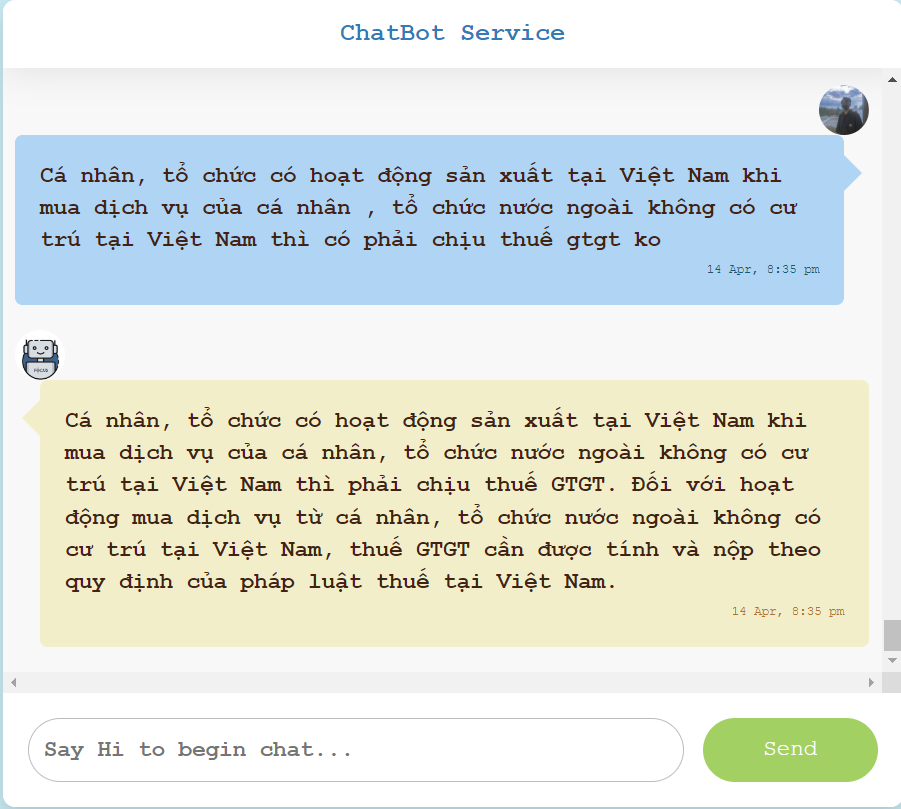 ChatBot Service
Cá nhân, tổ chức có hoạt động sản xuất tại Việt Nam khi
mua dịch vụ của cá nhân , tổ chức nước ngoài không có cư
trú tại Việt Nam thì có phải chịu thuế gtgt ko
14 Apr, 8:35 pm
FOCUS
Cá nhân, tổ chức có hoạt động sản xuất tại Việt Nam khi
mua dịch vụ của cá nhân, tổ chức nước ngoài không có cư
trú tại Việt Nam thì phải chịu thuế GTGT. Đối với hoạt
động mua dịch vụ từ cá nhân, tổ chức nước ngoài không có
cư trú tại Việt Nam, thuế GTGT cần được tính và nộp theo
quy định của pháp luật thuế tại Việt Nam.
14 Apr, 8:35 pm
Say Hi to begin chat...
Send